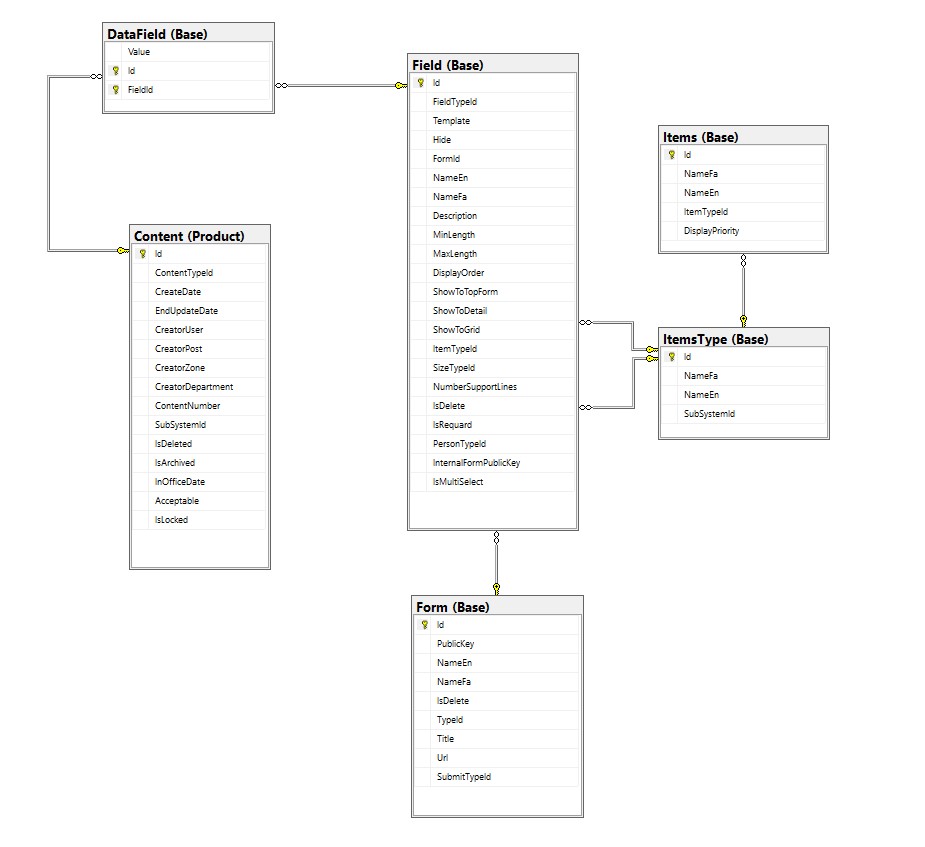 DataField (Base)
Value
Id
FieldId
Field (Base)
Id
FieldTypeId
Template
Hide
FormId
NameEn
NameFa
Description
MinLength
MaxLength
DisplayOrder
ShowToTopForm
ShowToDetail
ShowToGrid
ItemTypeId
SizeTypeId
NumberSupportLines
IsDelete
IsRequard
PersonTypeId
InternalFormPublicKey
IsMultiSelect
Items (Base)
Id
NameFa
NameEn
ItemTypeId
DisplayPriority
Content (Product)
Id
ContentTypeId
CreateDate
EndUpdateDate
CreatorUser
CreatorPost
CreatorZone
CreatorDepartment
ContentNumber
SubSystemId
IsDeleted
IsArchived
InOfficeDate
Acceptable
IsLocked
ItemsType (Base)
Id
NameFa
NameEn
SubSystemId
Form (Base)
Id
PublicKey
NameEn
NameFa
IsDelete
TypeId
Title
Url
SubmitTypeId